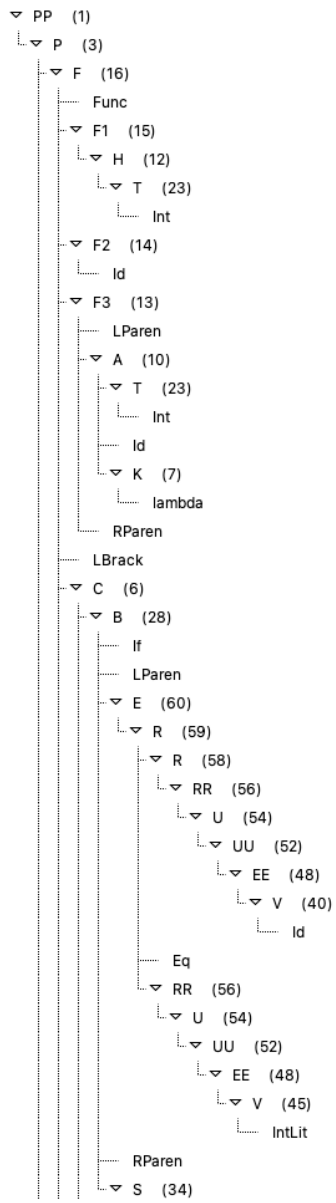 PP (1)
P (3)
F (16)
Func
F1 (15)
H (12)
T (23)
Int
F2 (14)
Id
F3 (13)
LParen
A (10)
T (23)
Int
Id
K (7)
lambda
RParen
LBrack
C (6)
B (28)
If
LParen
E (60)
R (59)
R (58)
RR (56)
U (54)
UU (52)
EE (48)
V (40)
Id
Eq
RR (56)
U (54)
UU (52)
EE (48)
V (45)
IntLit
RParen
S (34)